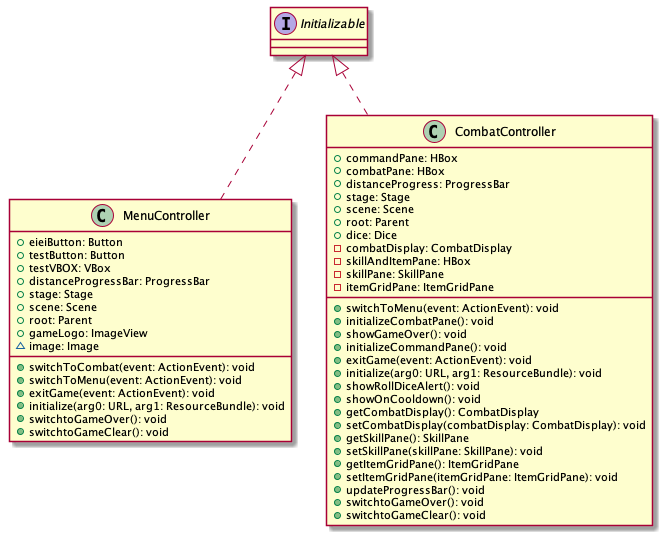 I Initializable
C MenuController
eieiButton: Button
testButton: Button
testVBOX: VBox
distanceProgressBar: ProgressBar
stage: Stage
scene: Scene
root: Parent
gameLogo: ImageView
image: Image
switchToCombat(event: ActionEvent): void
switchToMenu(event: ActionEvent): void
exitGame(event: ActionEvent): void
initialize(arg0: URL, arg1: ResourceBundle): void
switchtoGameOver(): void
switchtoGameClear(): void
C CombatController
commandPane: HBox
combatPane: HBox
distanceProgress: ProgressBar
stage: Stage
scene: Scene
root: Parent
dice: Dice
combatDisplay: CombatDisplay
skillAndItemPane: HBox
skillPane: SkillPane
itemGridPane: ItemGridPane
switchToMenu(event: ActionEvent): void
initializeCombatPane(): void
showGameOver(): void
initializeCommandPane(): void
exitGame(event: ActionEvent): void
initialize(arg0: URL, arg1: ResourceBundle): void
showRollDiceAlert(): void
showOnCooldown(): void
getCombatDisplay(): CombatDisplay
setCombatDisplay(combatDisplay: CombatDisplay): void
getSkillPane(): SkillPane
setSkillPane(skillPane: SkillPane): void
getItemGridPane(): ItemGridPane
setItemGridPane(itemGridPane: ItemGridPane): void
updateProgressBar(): void
switchtoGameOver(): void
switchtoGameClear(): void